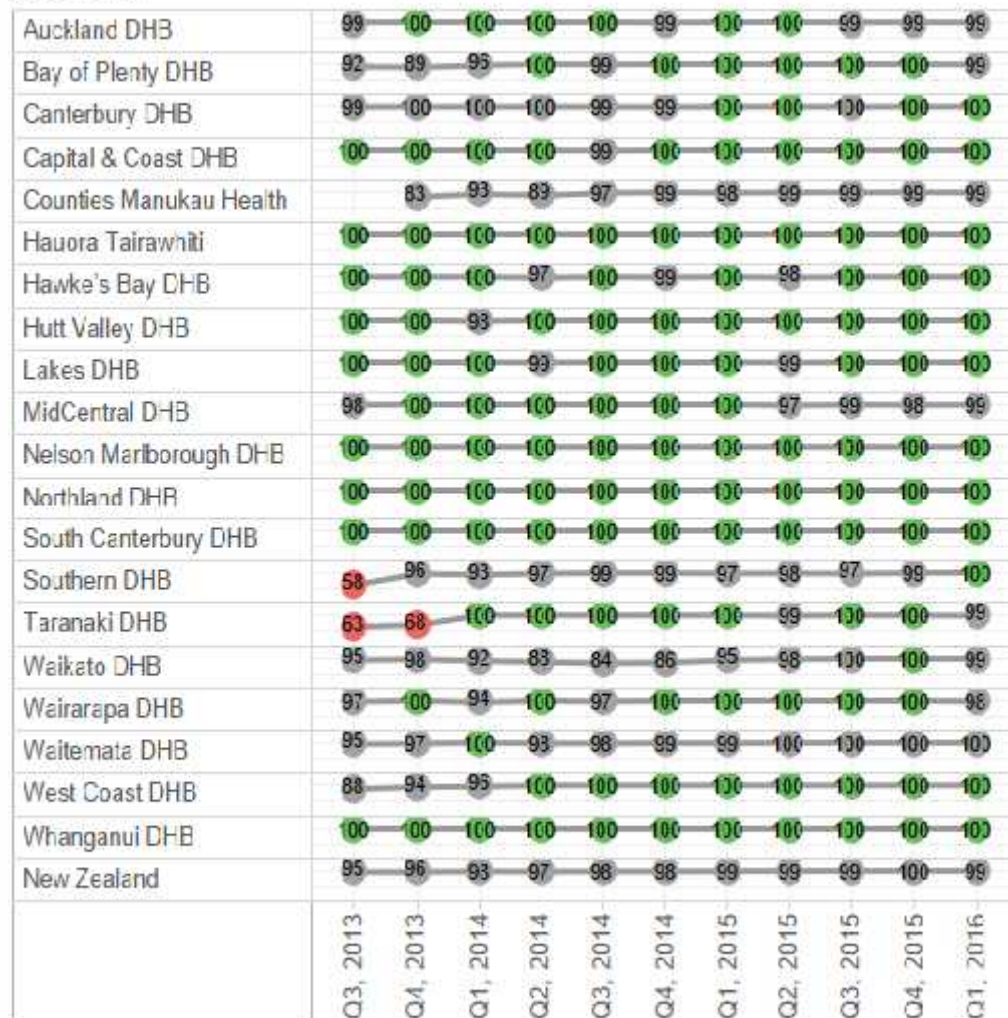 Auckland DHB 99 100 100 100 100 99 100 100 99 99 99
Bay of Plenty DHB 92 89 100 99 100 100 100 100 100 99
Canterbury DHB 99 100 100 100 99 99 100 100 100 100 100
Capital & Coast DHB 100 100 100 100 99 100 100 100 100 100 100
Counties Manukau Health 83 97 99 98 99 99 99 99
Hauora Tairawhiti 100 100 100 100 100 100 100 100 100 100 100
Hawke's Bay DHB 100 100 100 97 100 99 100 98 100 100 100
Hutt Valley DHB 100 100 100 100 100 100 100 100 100 100
Lakes DHB 100 100 100 99 100 100 100 99 100 100 100
MidCentral DHB 98 100 100 100 100 100 100 97 99 98 99
Nelson Marlborough DHB 100 100 100 100 100 100 100 100 100 100 100
Northland DHB 100 100 100 100 100 100 100 100 100 100 100
South Canterbury DHB 100 100 100 100 100 100 100 100 100 100 100
Southern DHB 96 97 99 99 97 98 97 99 100
Taranaki DHB 63 68 100 100 100 100 100 99 100 100 99
Waikato DHB 95 98 92 84 86 95 98 100 100 99
Wairarapa DHB 97 100 94 100 97 100 100 100 100 100 98
Waitemata DHB 95 97 100 98 99 99 100 100 100 100
West Coast DHB 88 94 100 100 100 100 100 100 100 100
Whanganui DHB 100 100 100 100 100 100 100 100 100 100 100
New Zealand 95 96 97 98 98 99 99 99 100 99
Q3, 2013
Q4, 2013
Q1, 2014
Q2, 2014
Q3, 2014
Q4, 2014
Q1, 2015
Q2, 2015
Q3, 2015
Q4, 2015
Q1, 2016